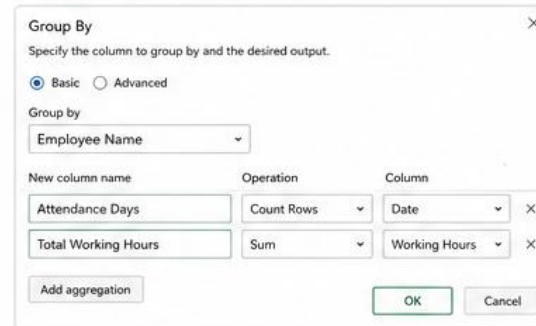 Group By
Specify the column to group by and the desired output.
Basic Advanced
Group by
Employee Name
New column name Operation Column
Attendance Days Count Rows Date
Total Working Hours Sum Working Hours
Add aggregation
OK Cancel